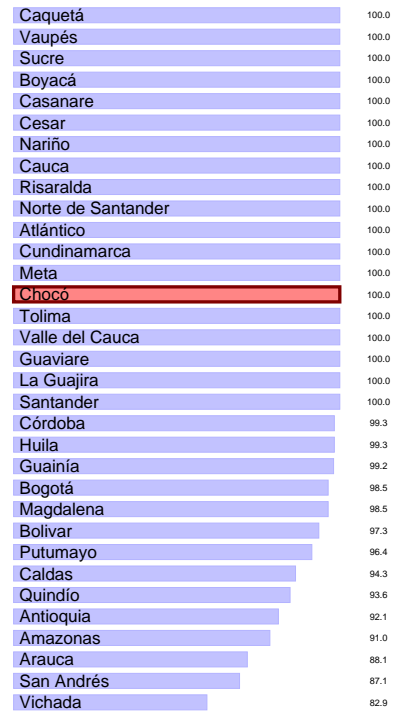 Caquetá 100.0
Vaupés 100.0
Sucre 100.0
Boyacá 100.0
Casanare 100.0
Cesar 100.0
Nariño 100.0
Cauca 100.0
Risaralda 100.0
Norte de Santander 100.0
Atlántico 100.0
Cundinamarca 100.0
Meta 100.0
Chocó 100.0
Tolima 100.0
Valle del Cauca 100.0
Guaviare 100.0
La Guajira 100.0
Santander 100.0
Córdoba 99.3
Huila 99.3
Guainía 99.2
Bogotá 98.5
Magdalena 98.5
Bolivar 97.3
Putumayo 96.4
Caldas 94.3
Quindío 93.6
Antioquia 92.1
Amazonas 91.0
Arauca 88.1
San Andrés 87.1
Vichada 82.9